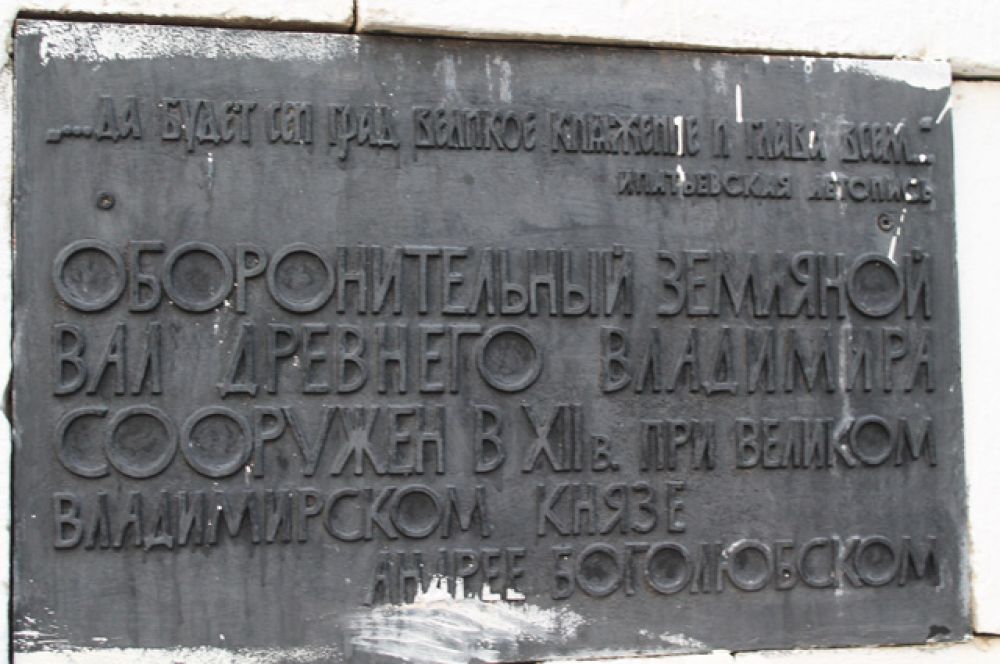 „...ДА БУДЕТ СЕП ГРАД ВЕЛИКОЕ КНЯЖЕНИЕ И ГЛАВА ВСЕМ..."
ИПАТЬЕВСКАЯ ЛЕТОПИСЬ
ОБОРОНИТЕЛЬНЫЙ ЗЕМЛЯНОЙ
ВАЛ ДРЕВНЕГО ВЛАДИМИРА
СООРУЖЕН В XII в. ПРИ ВЕЛИКОМ
ВЛАДИМИРСКОМ КНЯЗЕ
АНДРЕЕ БОГОЛЮБСКОМ